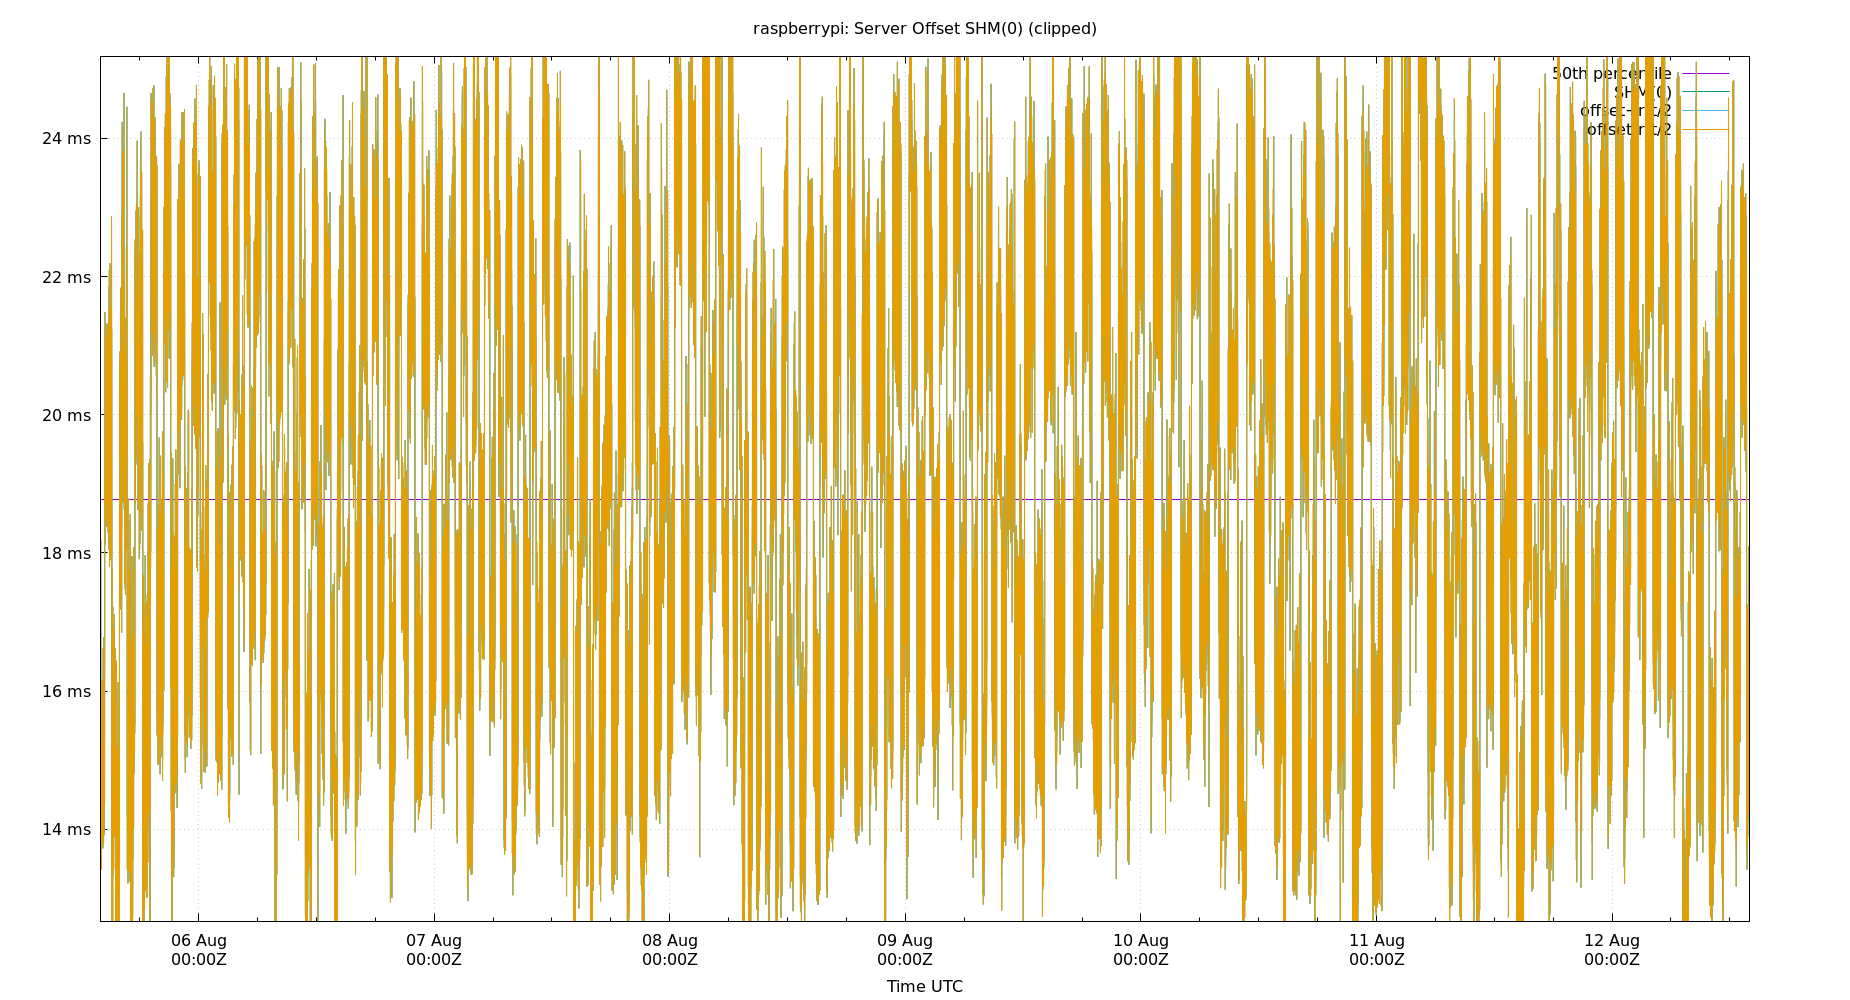 raspberrypi: Server Offset SHM(0) (clipped)
50th percentile
SHM(0)
offset-rtt/2
offset+rtt/2
24 ms
22 ms
20 ms
18 ms
16 ms
14 ms
06 Aug 07 Aug 08 Aug 09 Aug 10 Aug 11 Aug 12 Aug
00:00Z 00:00Z 00:00Z 00:00Z 00:00Z 00:00Z 00:00Z
Time UTC